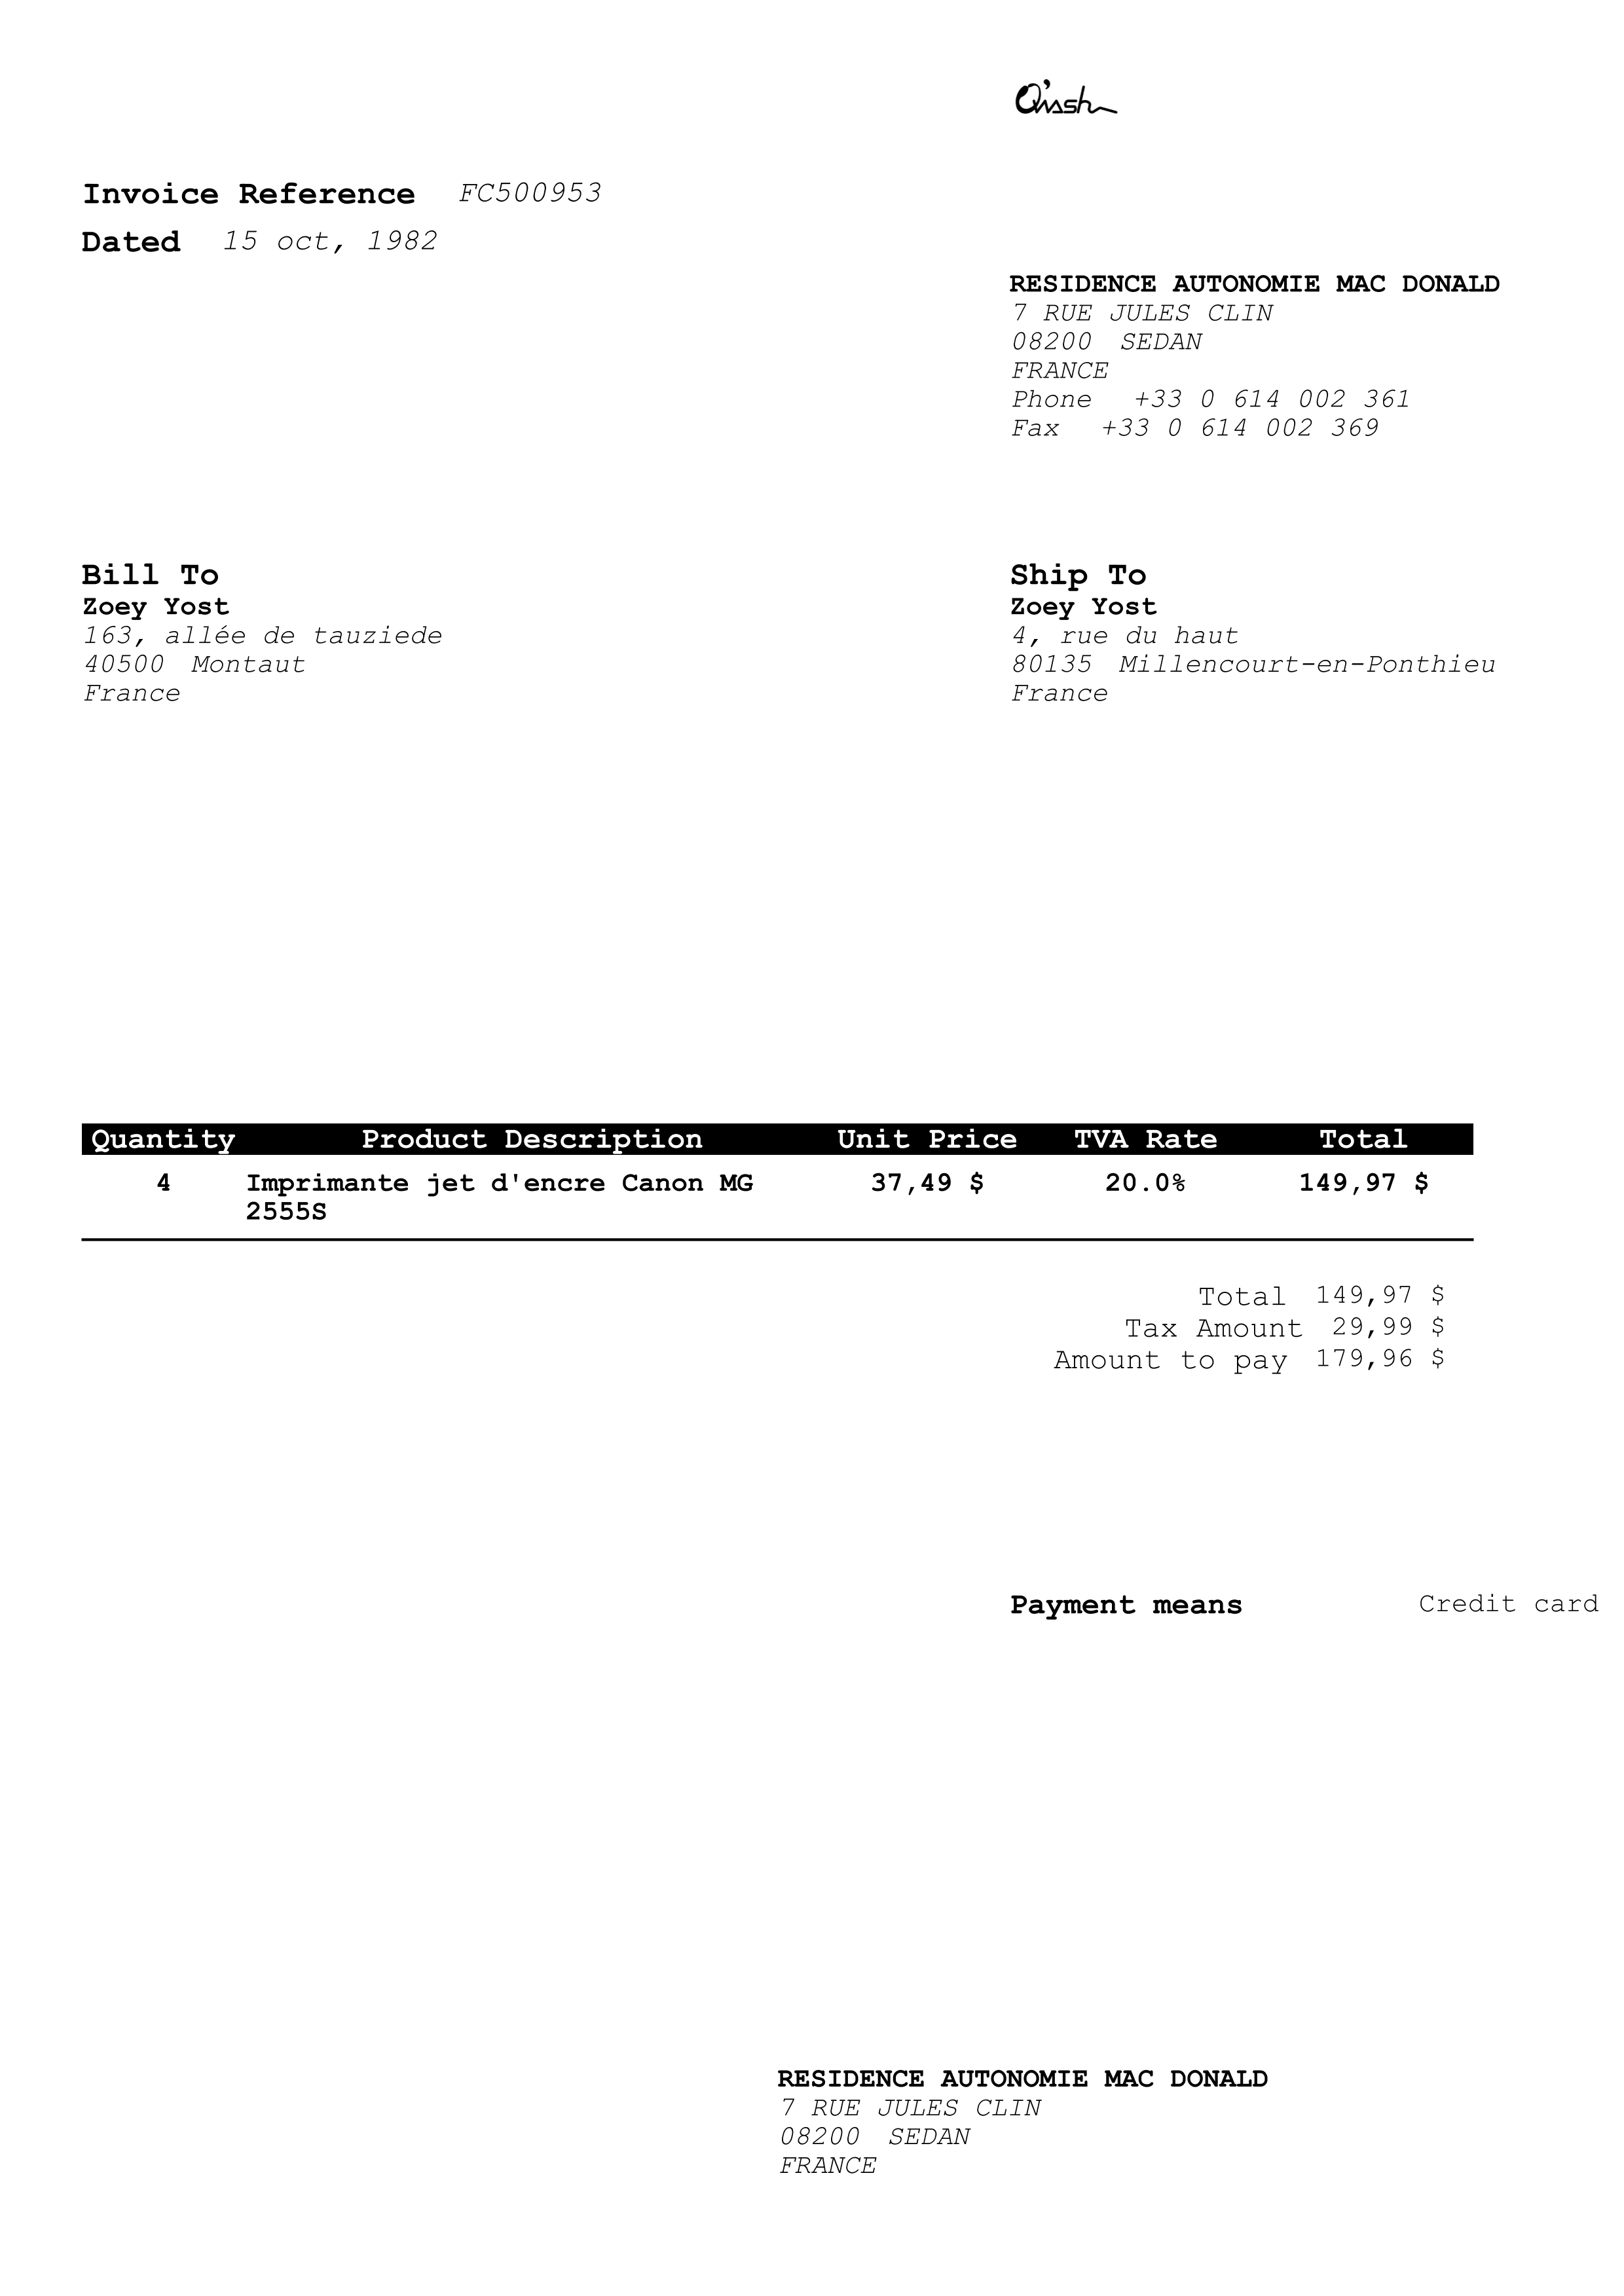 Q'nash
Invoice Reference FC500953
Dated 15 oct, 1982
RESIDENCE AUTONOMIE MAC DONALD
7 RUE JULES CLIN
08200 SEDAN
FRANCE
Phone +33 0 614 002 361
Fax +33 0 614 002 369
Bill To
Zoey Yost
163, allée de tauziede
40500 Montaut
France
Ship To
Zoey Yost
4, rue du haut
80135 Millencourt-en-Ponthieu
France
Quantity Product Description Unit Price TVA Rate Total
4 Imprimante jet d'encre Canon MG 37,49 $ 20.0% 149,97 $
2555S
Total 149,97 $
Tax Amount 29,99 $
Amount to pay 179,96 $
Payment means Credit card
RESIDENCE AUTONOMIE MAC DONALD
7 RUE JULES CLIN
08200 SEDAN
FRANCE